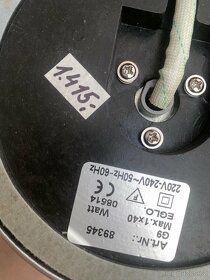 1.415,-
Art.Nr.: 89345
G9 Max.1x40 Watt
EGLO. 08514
220V-240V~50Hz-60Hz